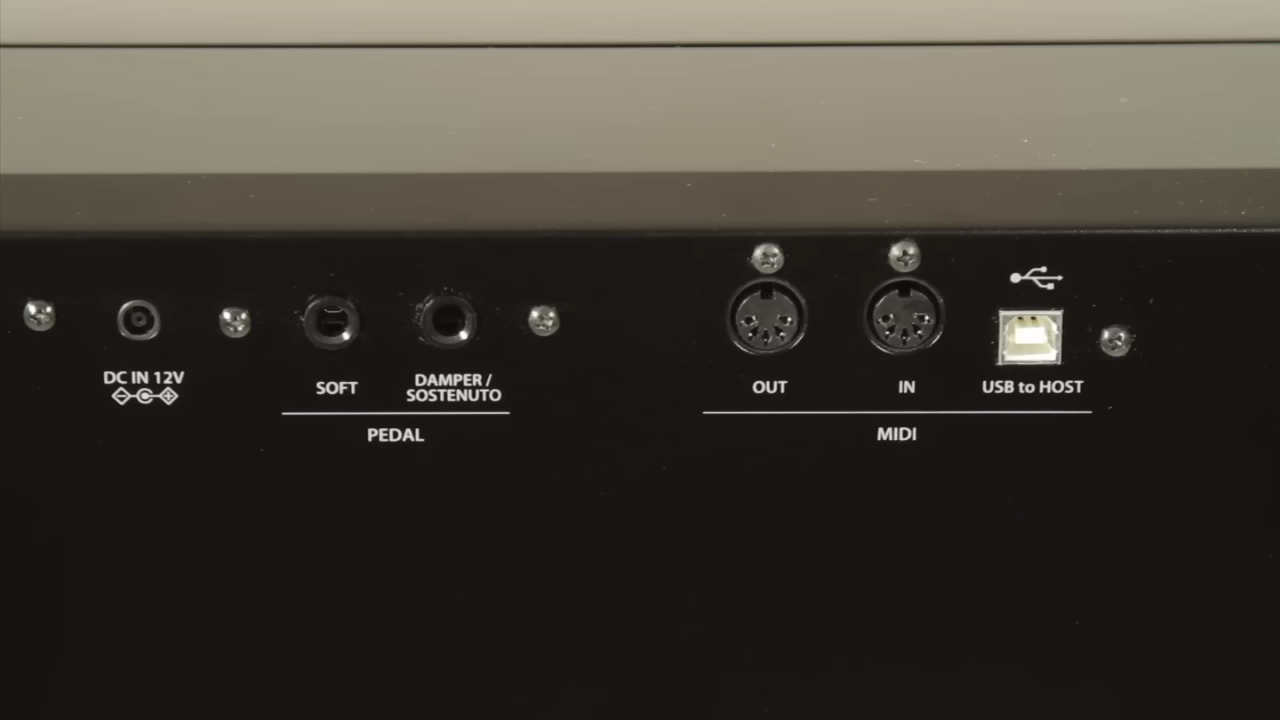 DC IN 12V
SOFT
DAMPER /
SOSTENUTO
PEDAL
OUT
IN
USB to HOST
MIDI